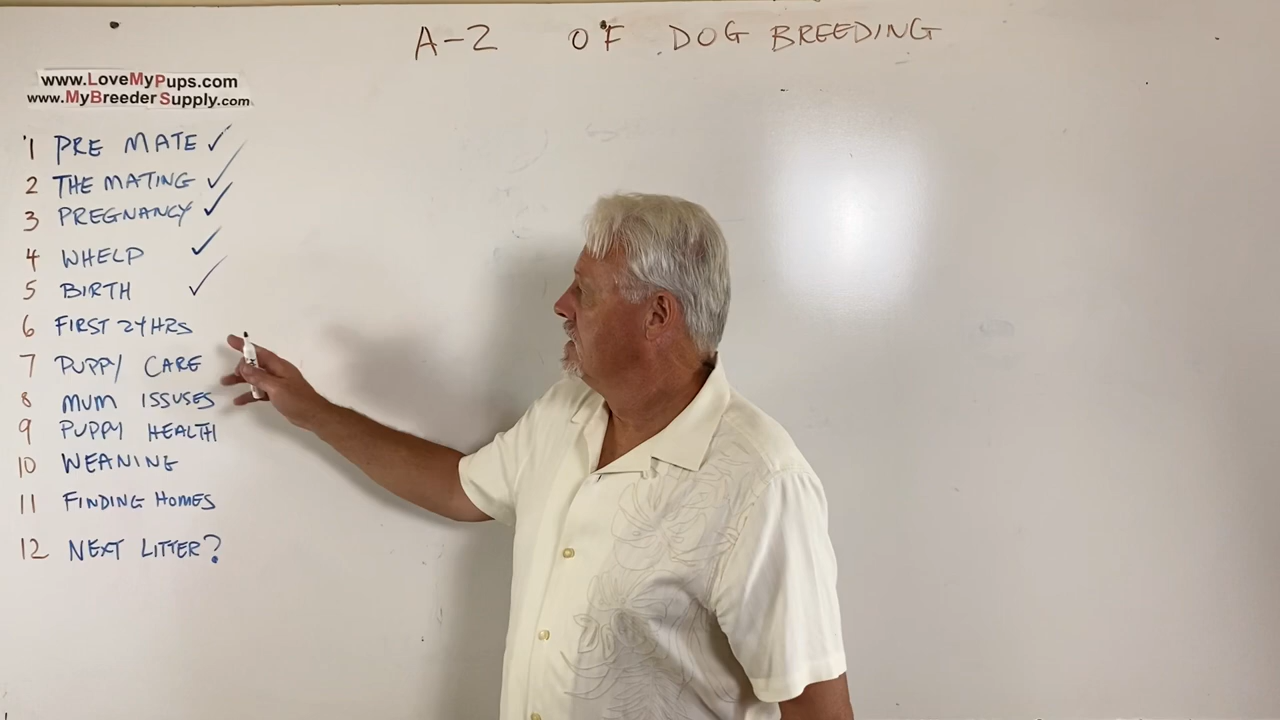 A-Z OF DOG BREEDING
www.LoveMyPups.com
www.MyBreederSupply.com
1 PRE MATE ✓
2 THE MATING ✓
3 PREGNANCY ✓
4 WHELP ✓
5 BIRTH ✓
6 FIRST 24HRS
7 PUPPY CARE
8 MUM ISSUSES
9 PUPPY HEALTH
10 WEANING
11 FINDING HOMES
12 NEXT LITTER?